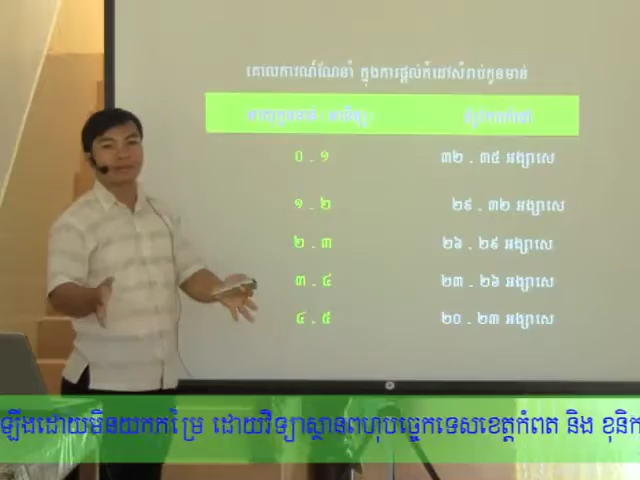 គោលការណ៍ណែនាំ ក្នុងការផ្តល់កំដៅសំរាប់កូនមាន់
០ . ១ ៣២ . ៣៥ អង្សាសេ
១ . ២ ២៩ . ៣២ អង្សាសេ
២ . ៣ ២៦ . ២៩ អង្សាសេ
៣ . ៤ ២៣ . ២៦ អង្សាសេ
៤ . ៥ ២០ . ២៣ អង្សាសេ
ឡើងដោយមិនយកកម្រៃ ដោយវិទ្យាស្ថានពហុបច្ចេកទេសខេត្តកំពត និង